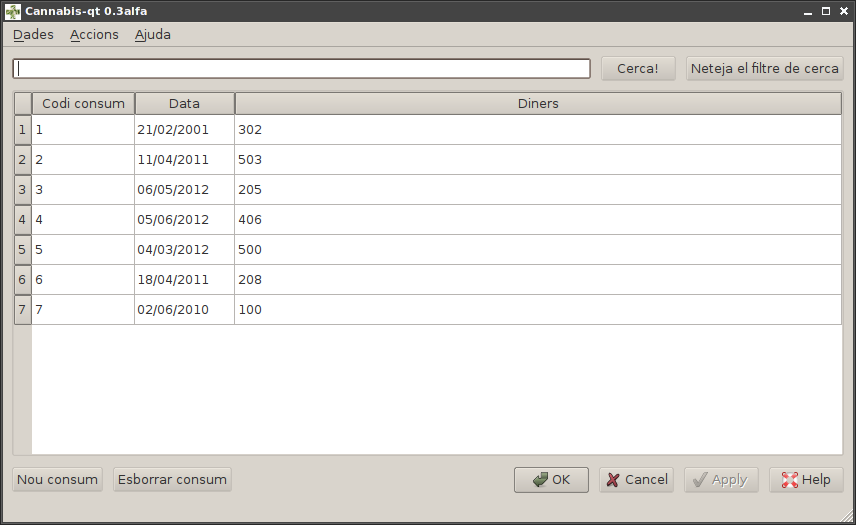 Cannabis-qt 0.3alfa
Dades Accions Ajuda
Cerca! Neteja el filtre de cerca
Codi consum Data Diners
1 1 21/02/2001 302
2 2 11/04/2011 503
3 3 06/05/2012 205
4 4 05/06/2012 406
5 5 04/03/2012 500
6 6 18/04/2011 208
7 7 02/06/2010 100
Nou consum Esborrar consum OK Cancel Apply Help